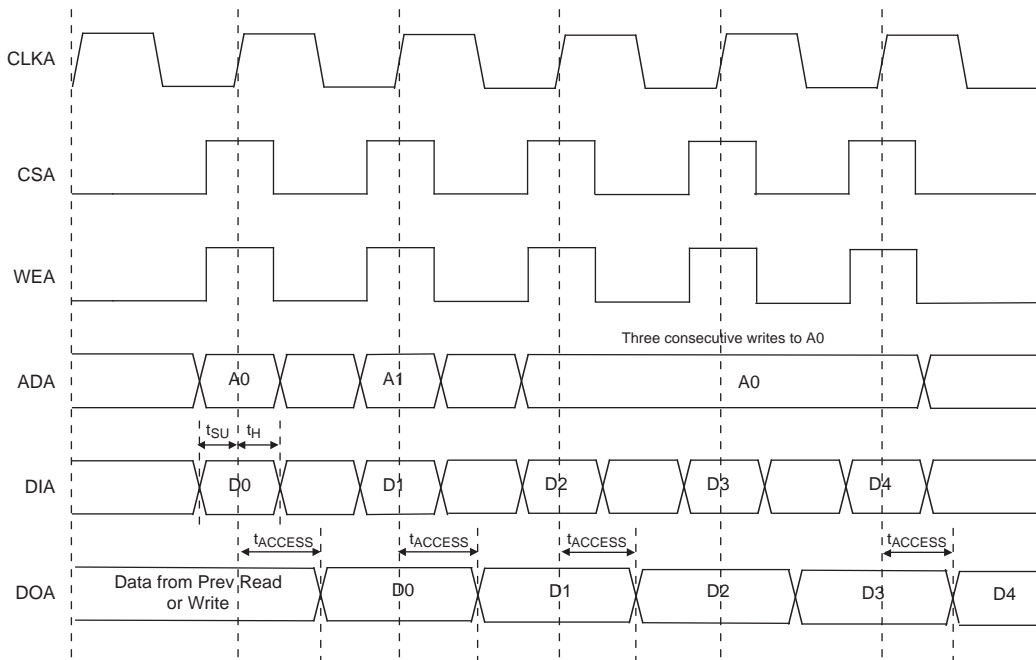 CLKA
CSA
WEA
Three consecutive writes to A0
ADA
A0
A1
A0
tSU
tH
DIA
D0
D1
D2
D3
D4
tACCESS
tACCESS
tACCESS
tACCESS
DOA
Data from Prev Read
or Write
D0
D1
D2
D3
D4